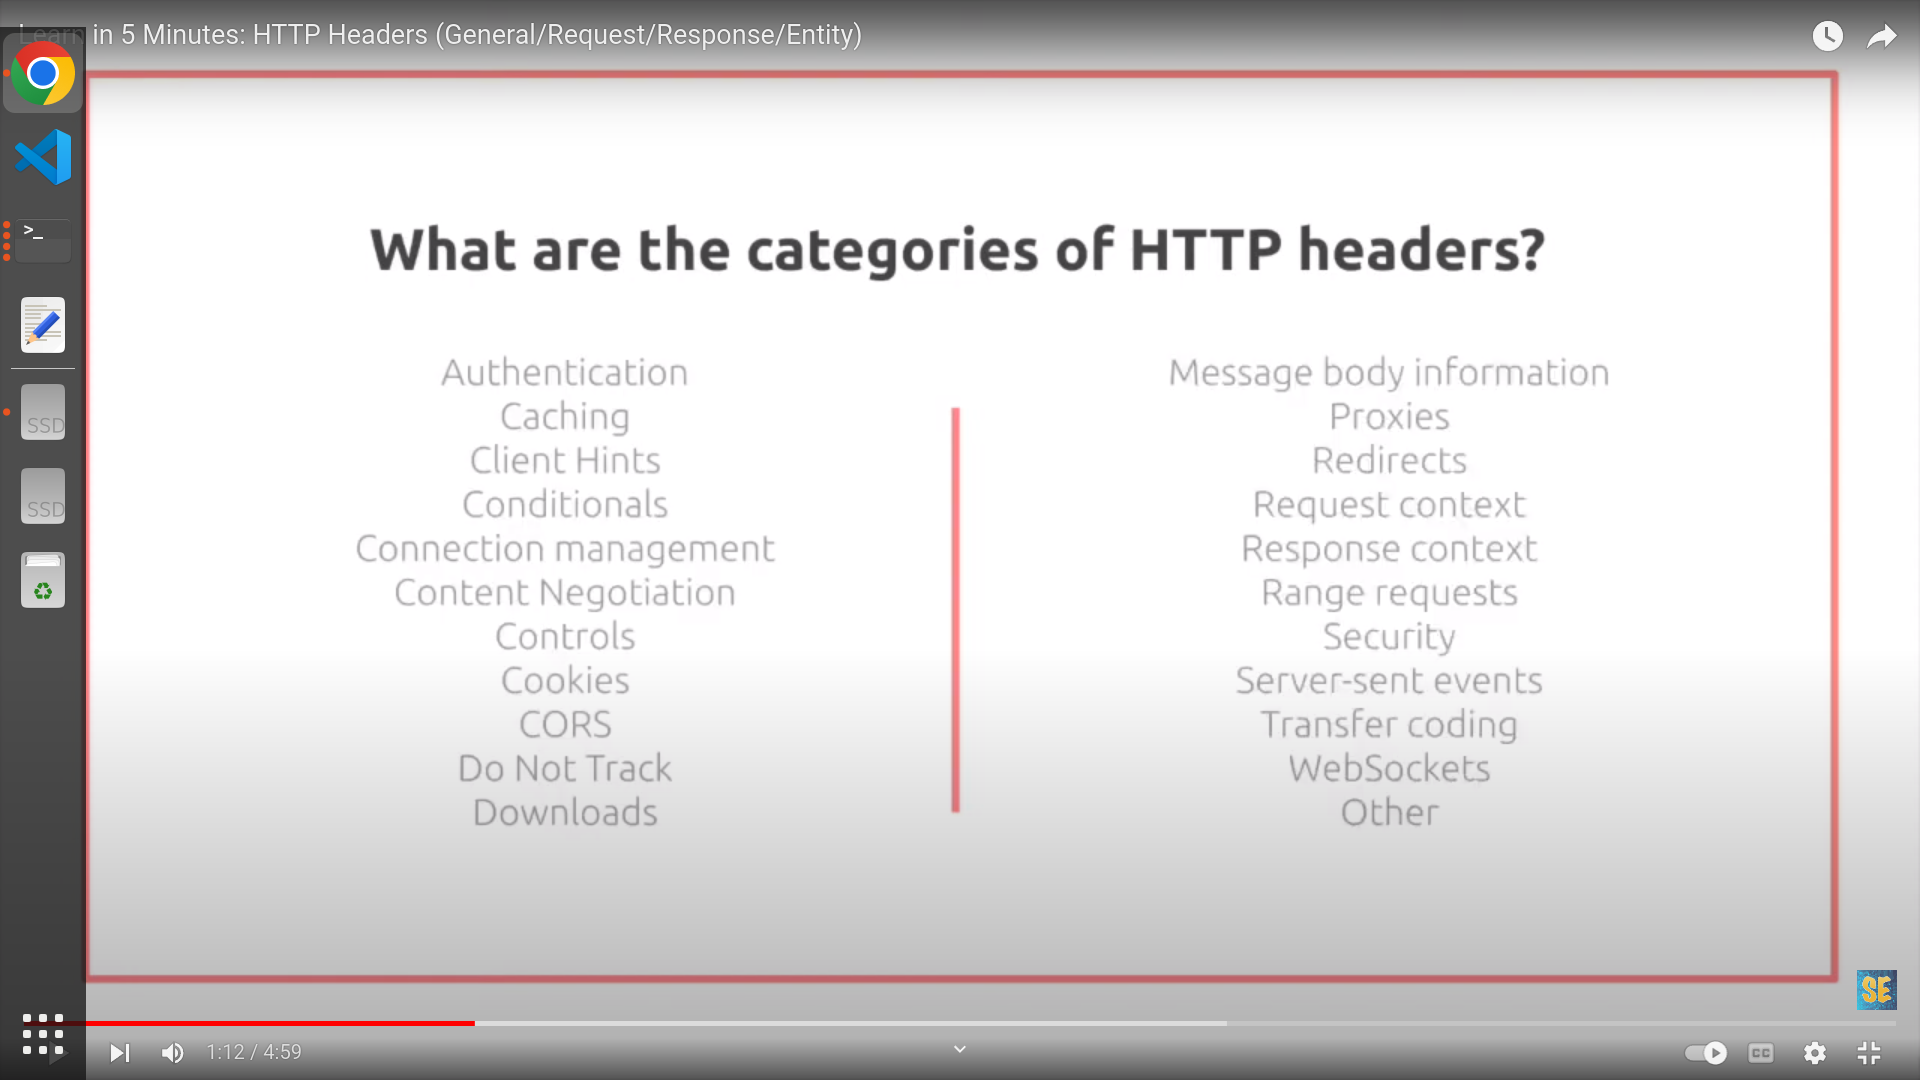 Learn in 5 Minutes: HTTP Headers (General/Request/Response/Entity)
What are the categories of HTTP headers?
Authentication
Caching
Client Hints
Conditionals
Connection management
Content Negotiation
Controls
Cookies
CORS
Do Not Track
Downloads
Message body information
Proxies
Redirects
Request context
Response context
Range requests
Security
Server-sent events
Transfer coding
WebSockets
Other
>_
SSD
SSD
SE
1:12 / 4:59
CC